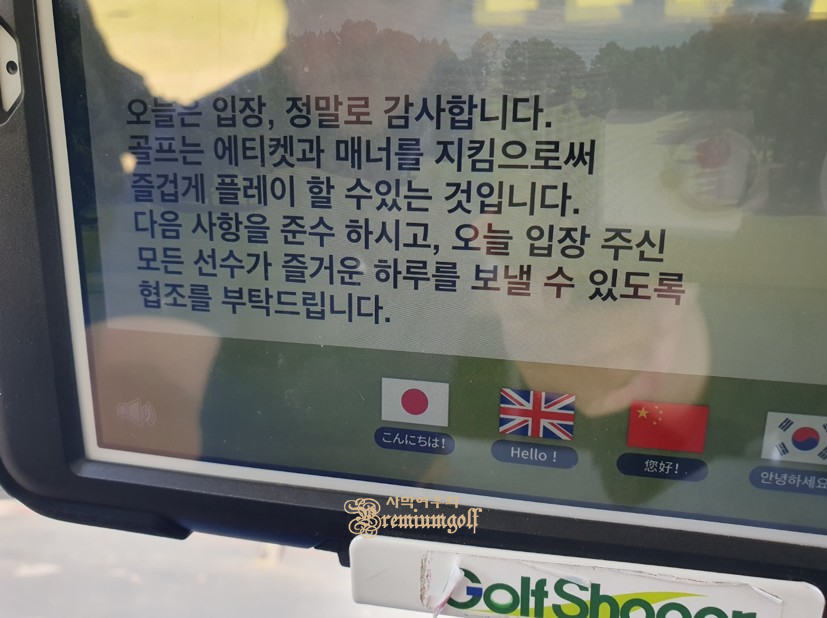 오늘은 입장, 정말로 감사합니다.
골프는 에티켓과 매너를 지킴으로써
즐겁게 플레이 할 수있는 것입니다.
다음 사항을 준수 하시고, 오늘 입장 주신
모든 선수가 즐거운 하루를 보낼 수 있도록
협조를 부탁드립니다.
こんにちは!
Hello !
您好!
안녕하세요
Premiumgolf
Golf